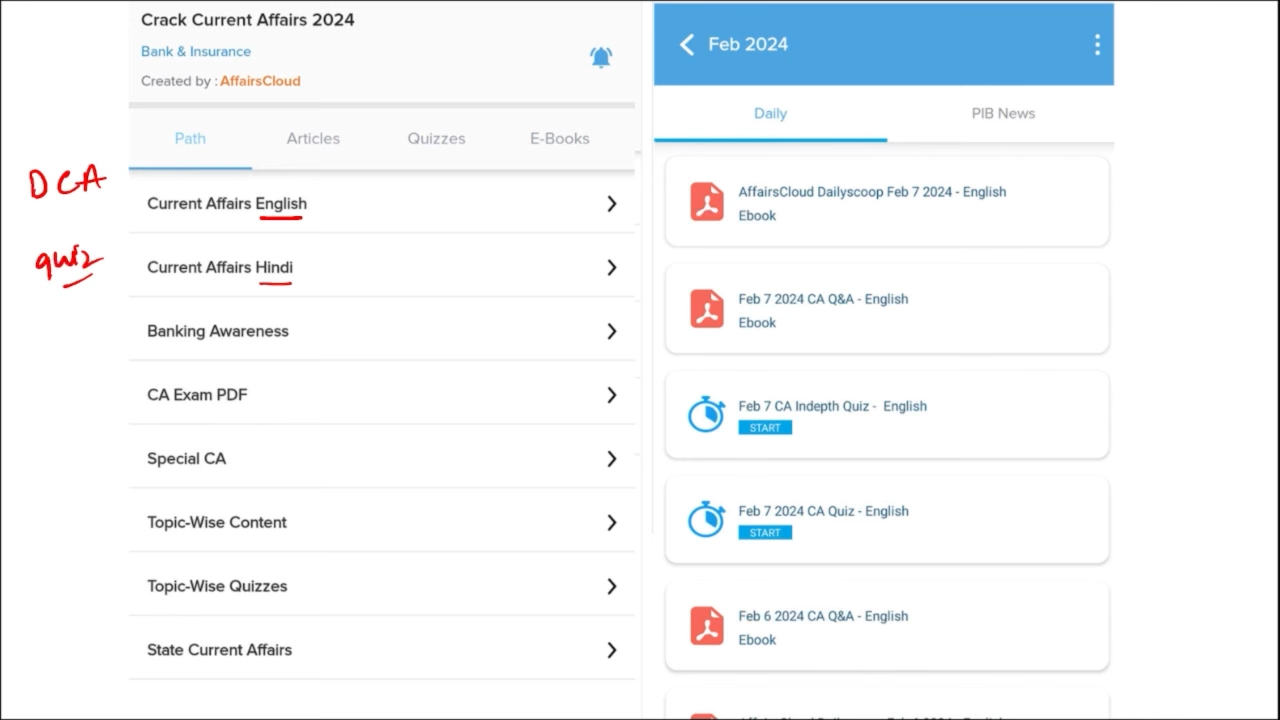 Crack Current Affairs 2024
Bank & Insurance
Created by : AffairsCloud
Path Articles Quizzes E-Books
DCA
Current Affairs English
quiz
Current Affairs Hindi
Banking Awareness
CA Exam PDF
Special CA
Topic-Wise Content
Topic-Wise Quizzes
State Current Affairs
Feb 2024
Daily PIB News
AffairsCloud Dailyscoop Feb 7 2024 - English
Ebook
Feb 7 2024 CA Q&A - English
Ebook
Feb 7 CA Indepth Quiz - English
START
Feb 7 2024 CA Quiz - English
START
Feb 6 2024 CA Q&A - English
Ebook